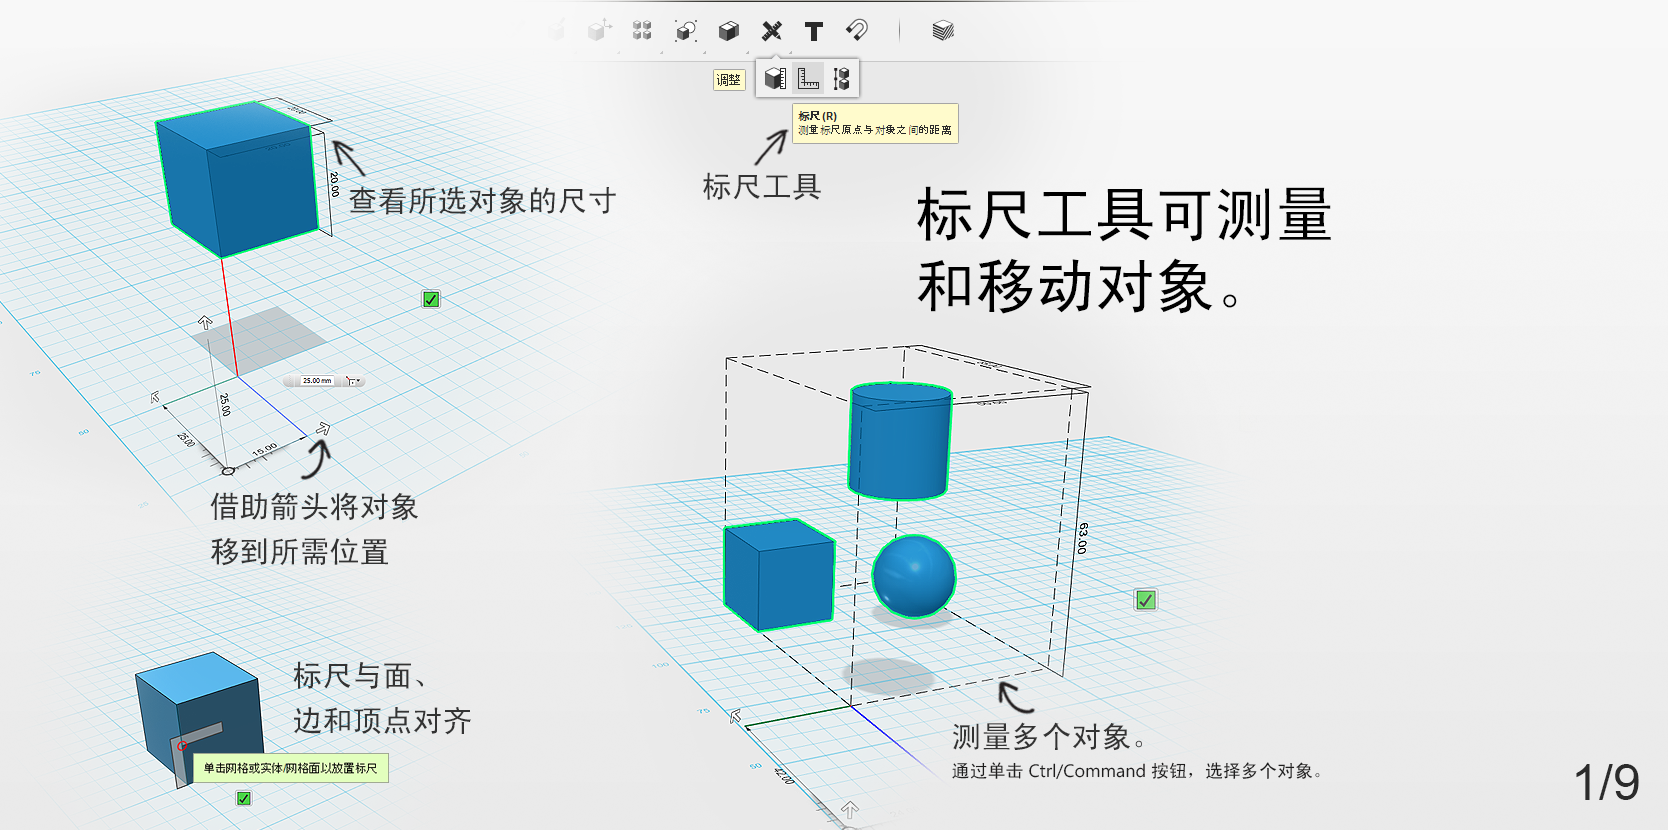 调整
标尺 (R)
测量标尺原点与对象之间的距离
标尺工具
查看所选对象的尺寸
20.00
标尺工具可测量
和移动对象。
25.00 mm
25.00
25.00
15.00
75
50
借助箭头将对象
移到所需位置
63.00
标尺与面、
边和顶点对齐
单击网格或实体/网格面以放置标尺
100
75
50
42.00
测量多个对象。
通过单击 Ctrl/Command 按钮，选择多个对象。
1/9